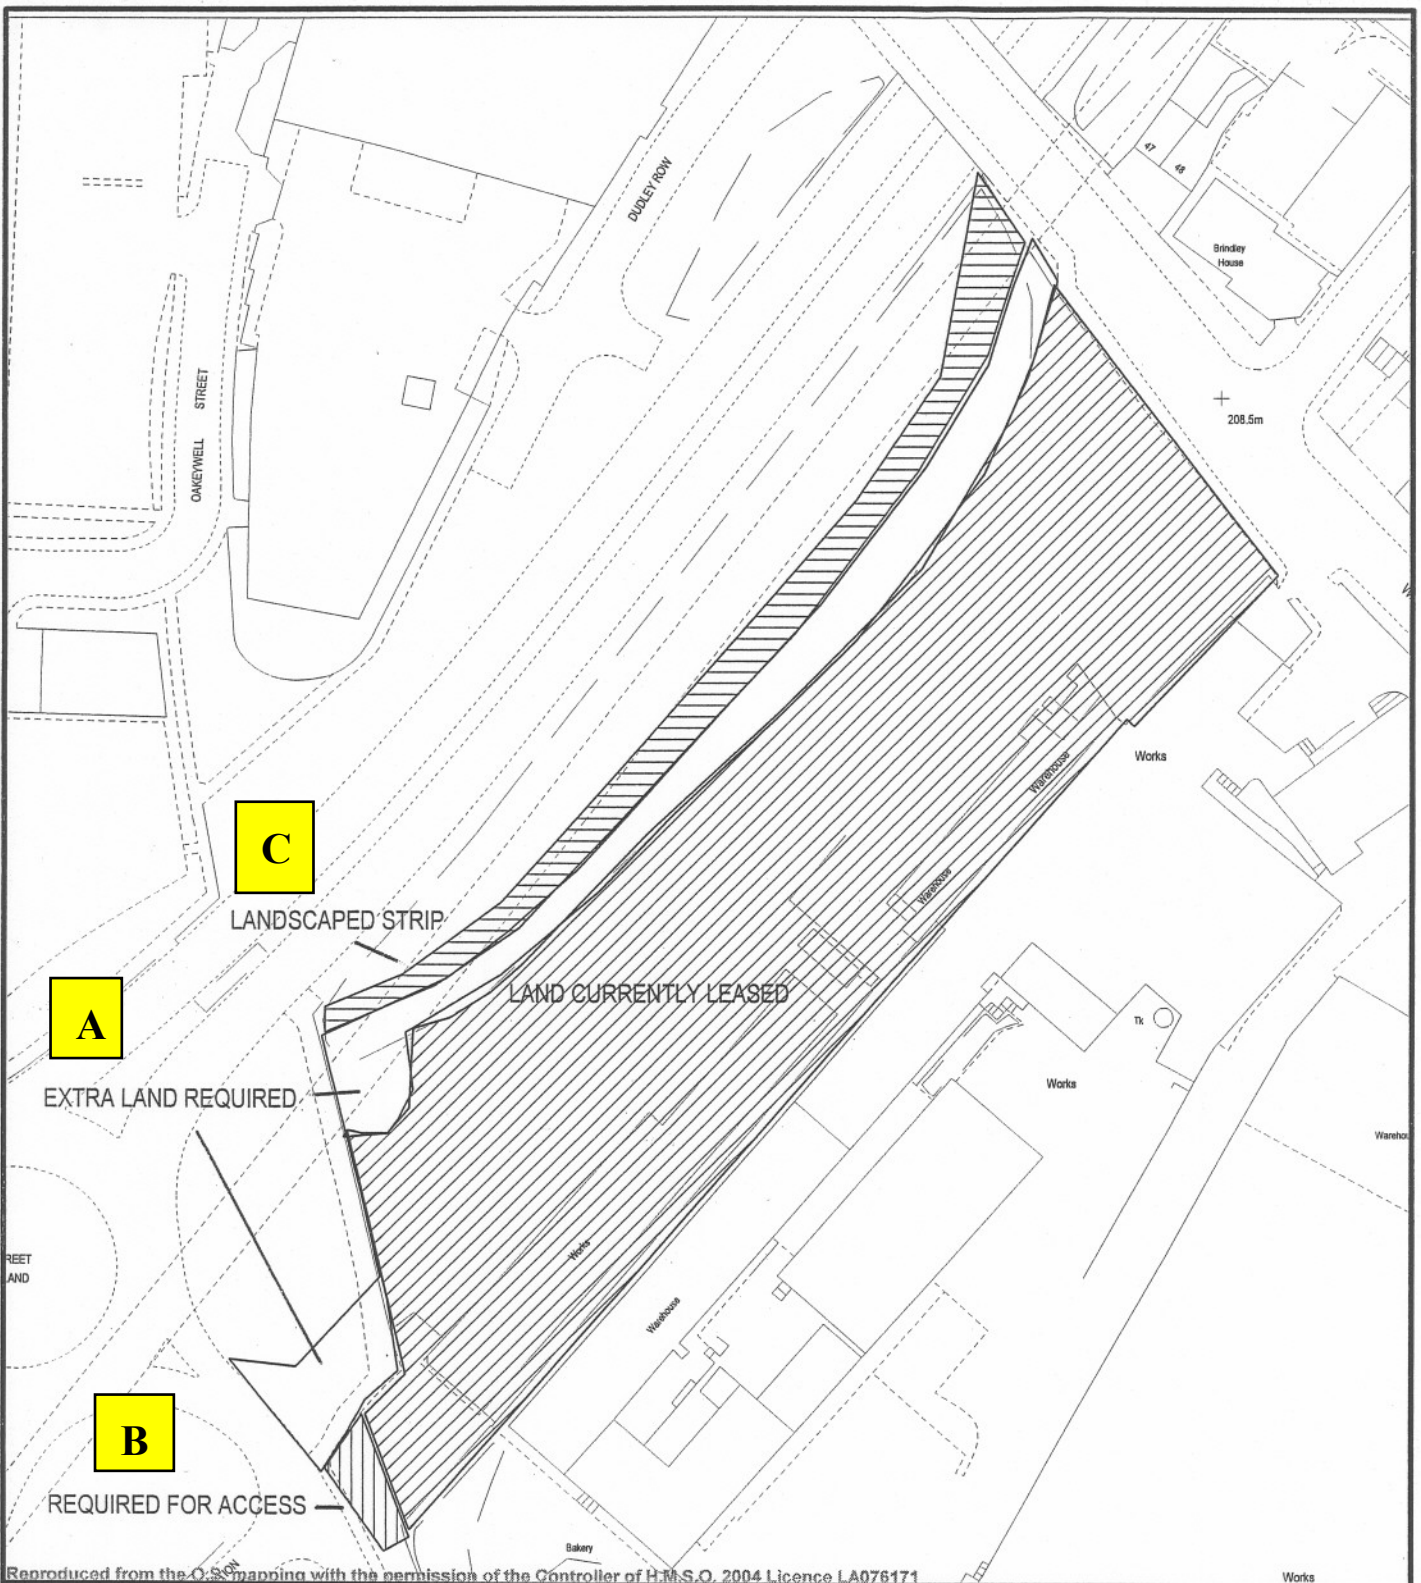 47
48
DUDLEY ROW
Brindley
House
OAKEYWELL STREET
208.5m
Works
Warehouse
C
LANDSCAPED STRIP
Warehouse
A
LAND CURRENTLY LEASED
Tk
EXTRA LAND REQUIRED
Works
Works
Warehouse
B
REQUIRED FOR ACCESS
Bakery
Reproduced from the O.S. mapping with the permission of the Controller of H.M.S.O. 2004 Licence LA076171
Works